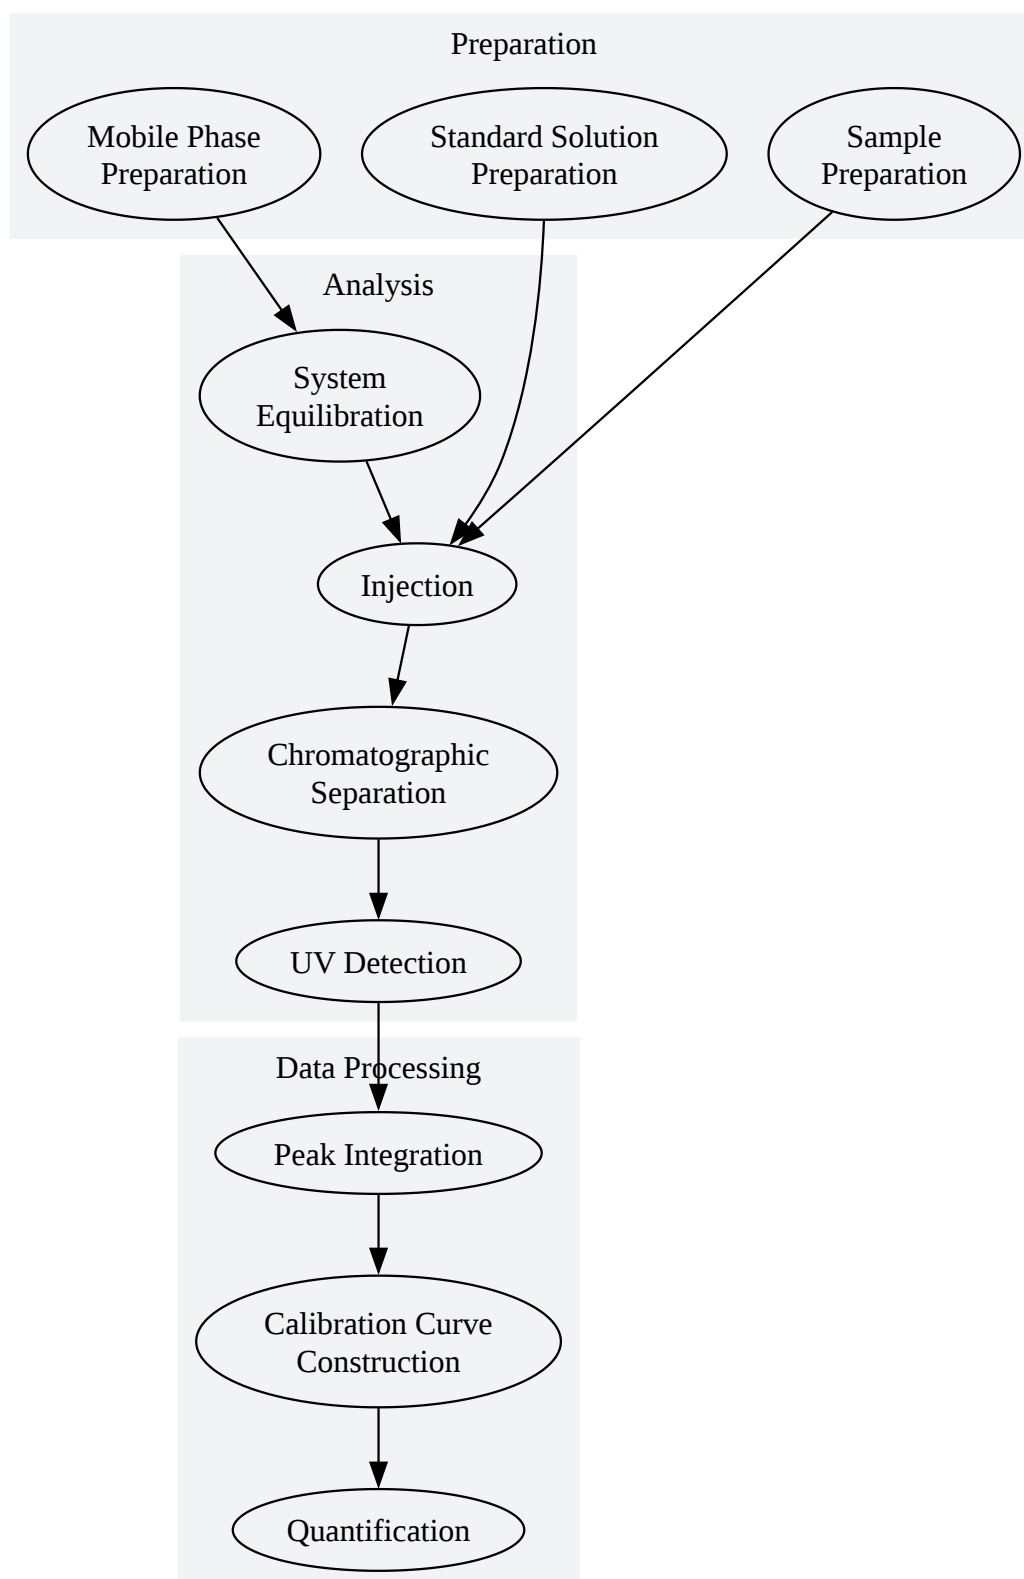 Preparation
Mobile Phase
Preparation
Standard Solution
Preparation
Sample
Preparation
Analysis
System
Equilibration
Injection
Chromatographic
Separation
UV Detection
Data Processing
Peak Integration
Calibration Curve
Construction
Quantification